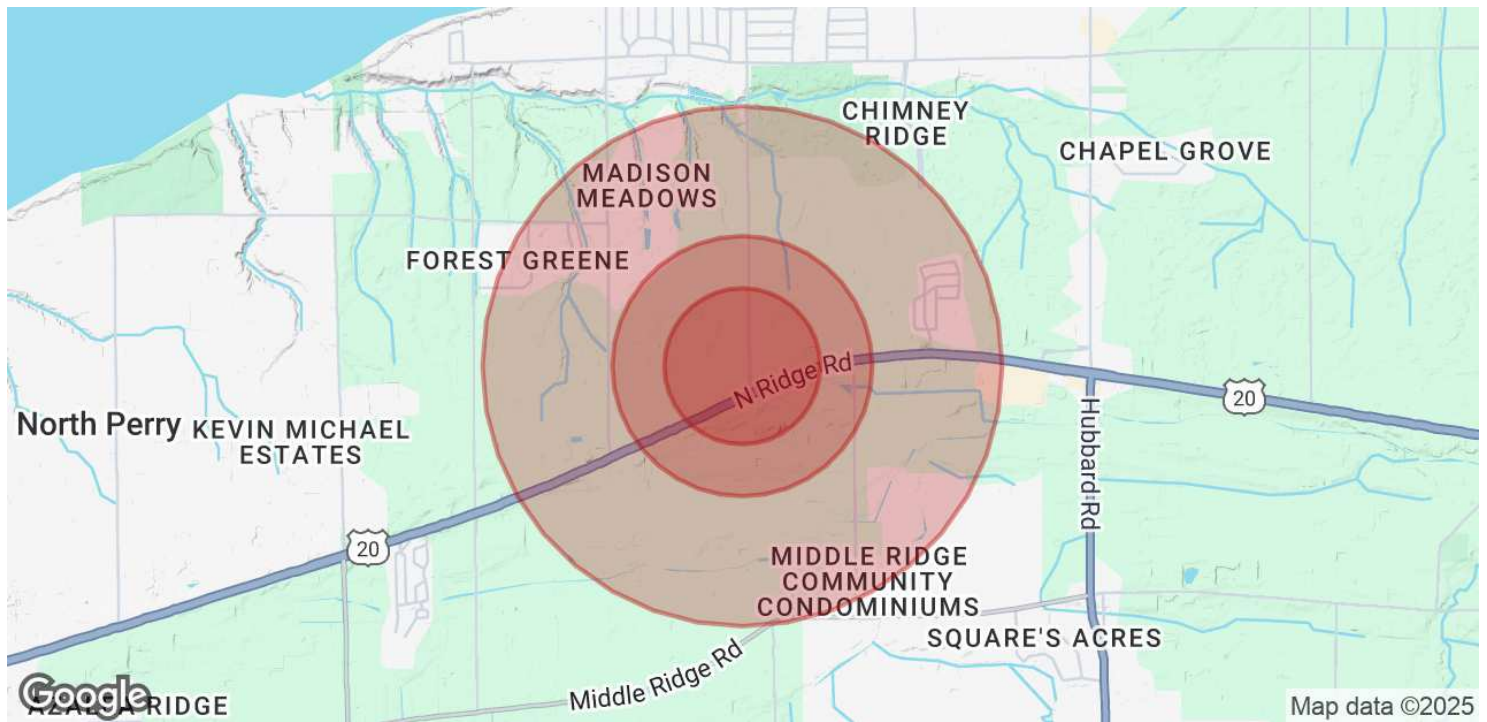 CHIMNEY
RIDGE
CHAPEL GROVE
MADISON
MEADOWS
FOREST GREENE
N Ridge Rd
20
North Perry
KEVIN MICHAEL
ESTATES
Hubbard Rd
20
MIDDLE RIDGE
COMMUNITY
CONDOMINIUMS
SQUARE'S ACRES
Middle Ridge Rd
Google
RIDGE
Map data ©2025